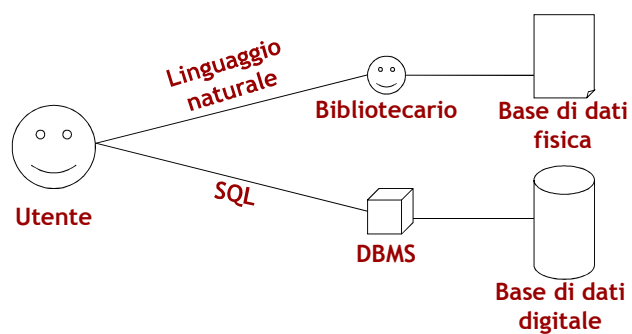 Linguaggio
naturale
Bibliotecario
Base di dati
fisica
Utente
SQL
DBMS
Base di dati
digitale